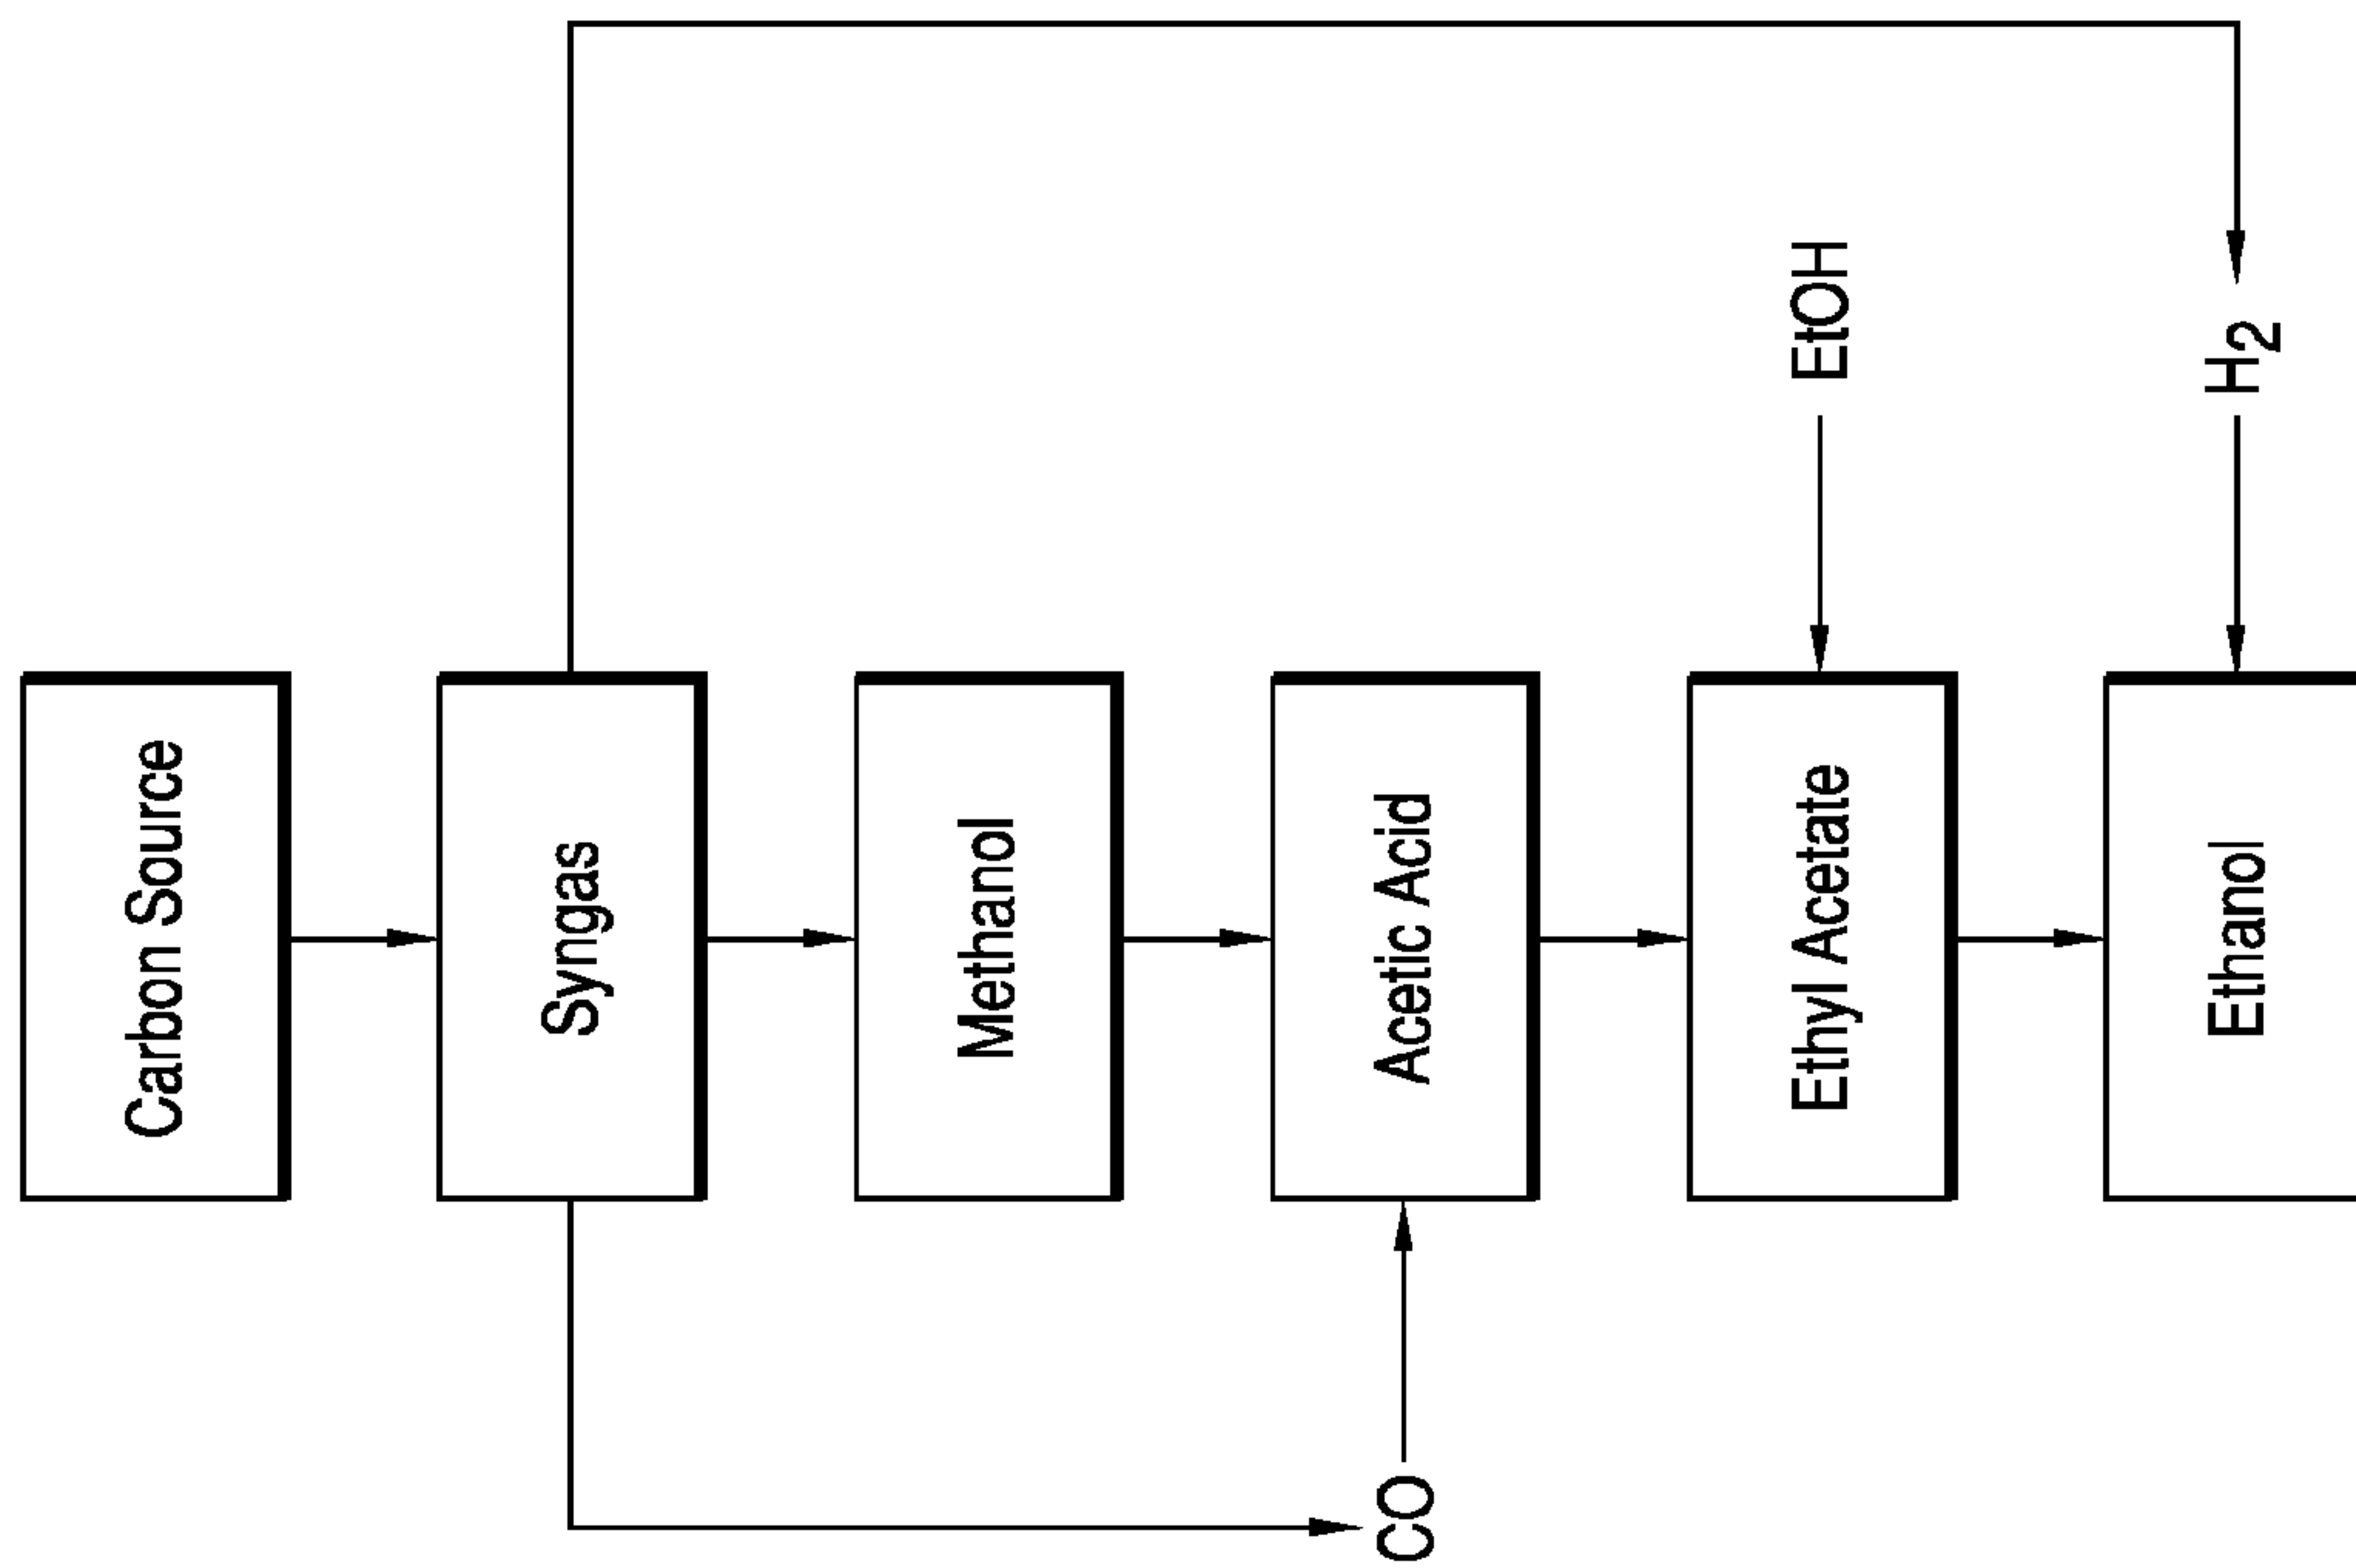 Carbon Source
Syngas
Methanol
CO
Acetic Acid
Ethyl Acetate
EtOH
Ethanol
H2